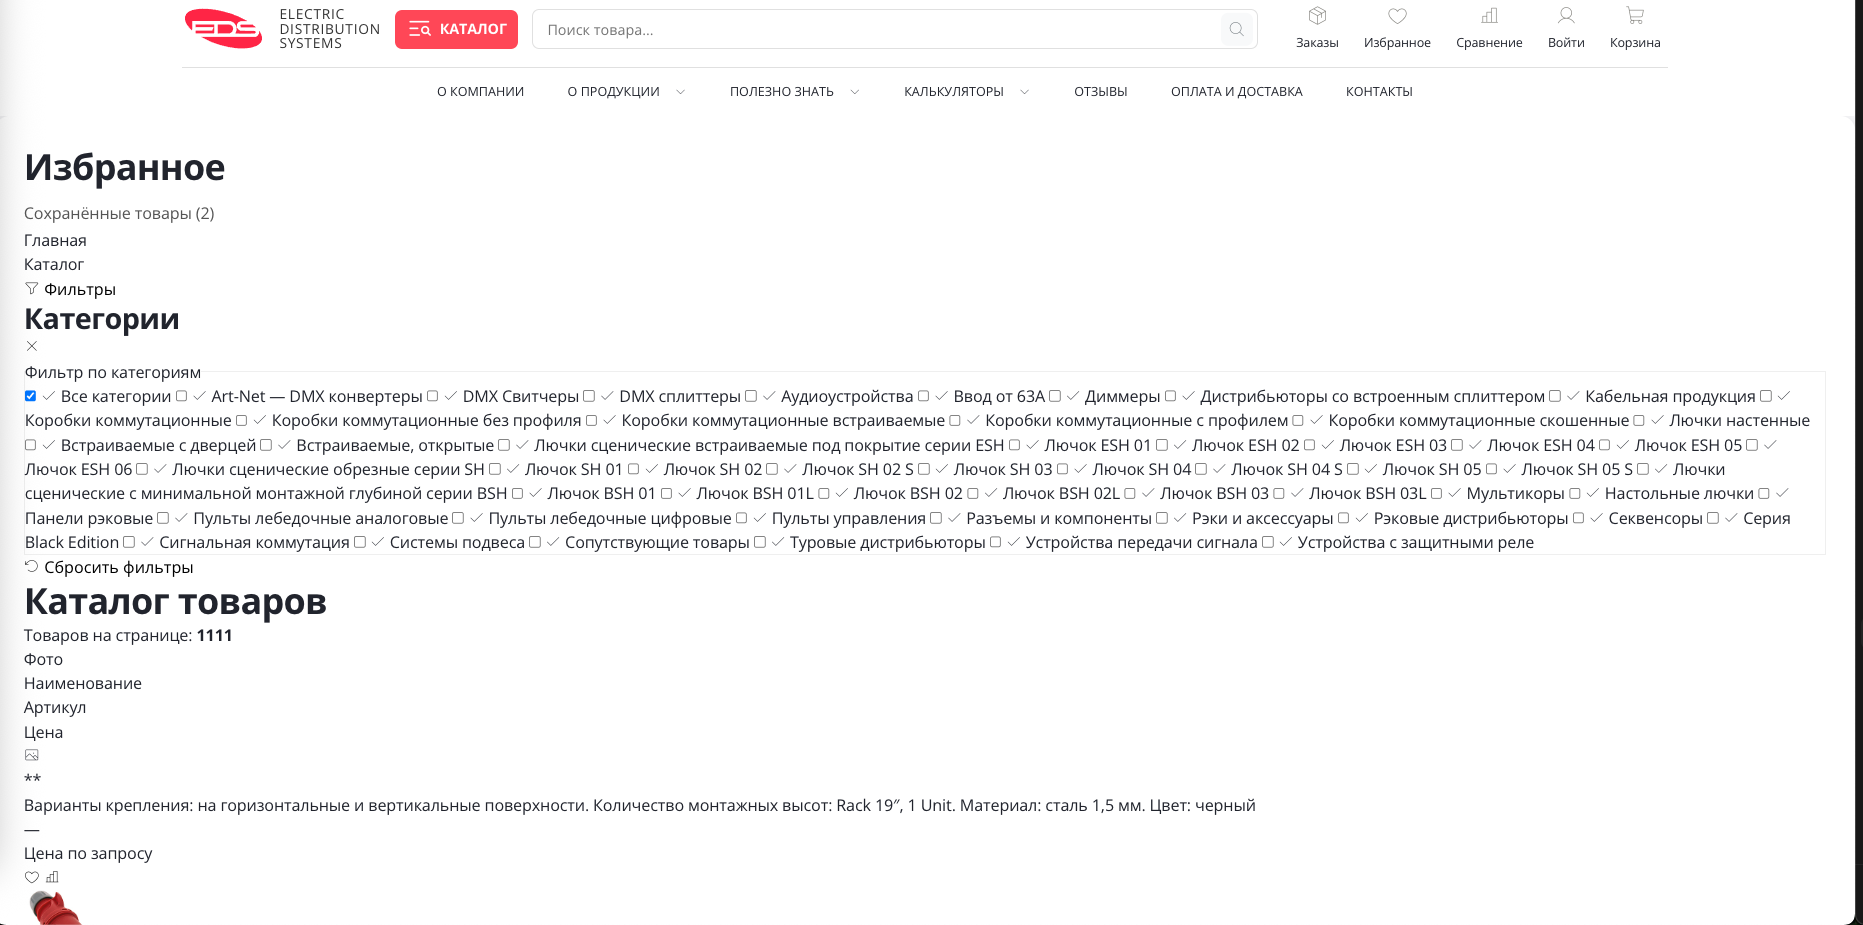 EDS
ELECTRIC
DISTRIBUTION
SYSTEMS
КАТАЛОГ
Поиск товара...
Заказы
Избранное
Сравнение
Войти
Корзина
О КОМПАНИИ
О ПРОДУКЦИИ
ПОЛЕЗНО ЗНАТЬ
КАЛЬКУЛЯТОРЫ
ОТЗЫВЫ
ОПЛАТА И ДОСТАВКА
КОНТАКТЫ
Избранное
Сохранённые товары (2)
Главная
Каталог
Фильтры
Категории
Фильтр по категориям
Все категории Art-Net — DMX конвертеры DMX Свитчеры DMX сплиттеры Аудиоустройства Ввод от 63А Диммеры Дистрибьюторы со встроенным сплиттером Кабельная продукция
Коробки коммутационные Коробки коммутационные без профиля Коробки коммутационные встраиваемые Коробки коммутационные с профилем Коробки коммутационные скошенные Лючки настенные
Встраиваемые с дверцей Встраиваемые, открытые Лючки сценические встраиваемые под покрытие серии ESH Лючок ESH 01 Лючок ESH 02 Лючок ESH 03 Лючок ESH 04 Лючок ESH 05
Лючок ESH 06 Лючки сценические обрезные серии SH Лючок SH 01 Лючок SH 02 Лючок SH 02 S Лючок SH 03 Лючок SH 04 Лючок SH 04 S Лючок SH 05 Лючок SH 05 S Лючки
сценические с минимальной монтажной глубиной серии BSH Лючок BSH 01 Лючок BSH 01L Лючок BSH 02 Лючок BSH 02L Лючок BSH 03 Лючок BSH 03L Мультикоры Настольные лючки
Панели рэковые Пульты лебедочные аналоговые Пульты лебедочные цифровые Пульты управления Разъемы и компоненты Рэки и аксессуары Рэковые дистрибьюторы Секвенсоры Серия
Black Edition Сигнальная коммутация Системы подвеса Сопутствующие товары Туровые дистрибьюторы Устройства передачи сигнала Устройства с защитными реле
Сбросить фильтры
Каталог товаров
Товаров на странице: 1111
Фото
Наименование
Артикул
Цена
**
Варианты крепления: на горизонтальные и вертикальные поверхности. Количество монтажных высот: Rack 19″, 1 Unit. Материал: сталь 1,5 мм. Цвет: черный
—
Цена по запросу